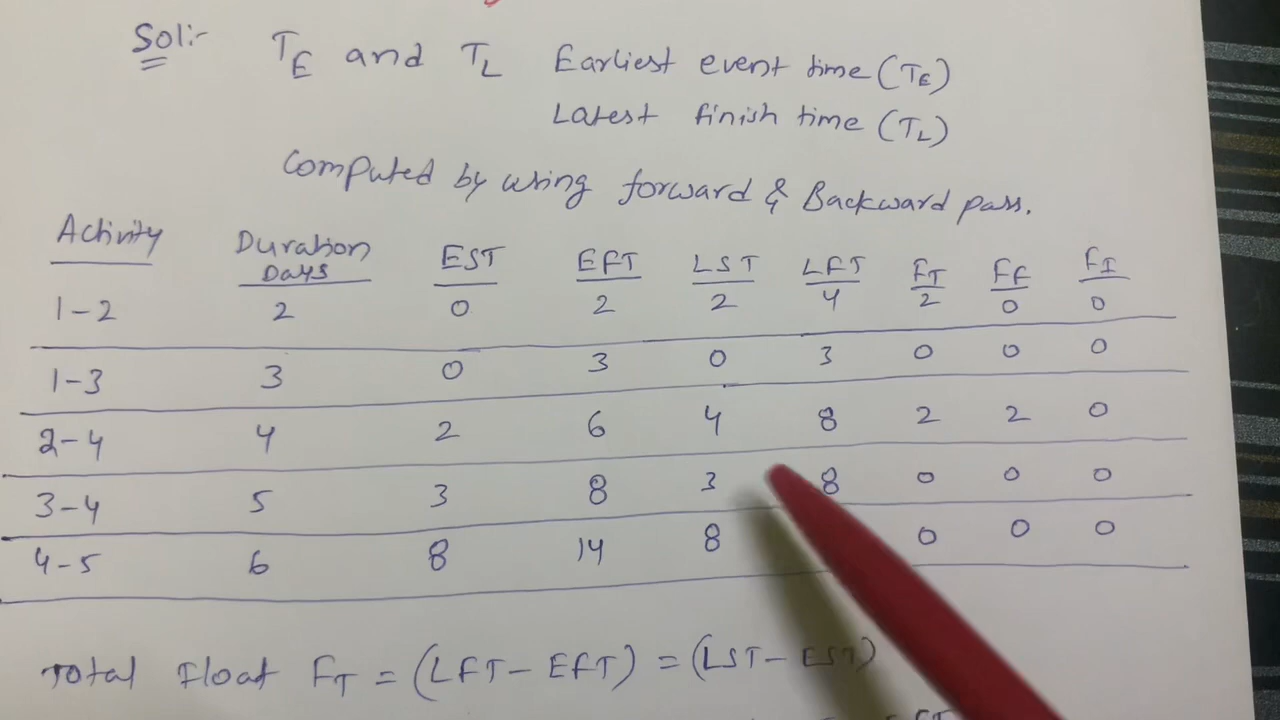 Sol:- TE and TL Earliest event time (TE)
Latest finish time (TL)
Computed by using forward & Backward pass.
Activity Duration Days EST EFT LST LFT FT FF FI
1-2 2 0 2 2 4 2 0 0
1-3 3 0 3 0 3 0 0 0
2-4 4 2 6 4 8 2 2 0
3-4 5 3 8 3 8 0 0 0
4-5 6 8 14 8 0 0 0
Total Float FT = (LFT - EFT) = (LST - EST)